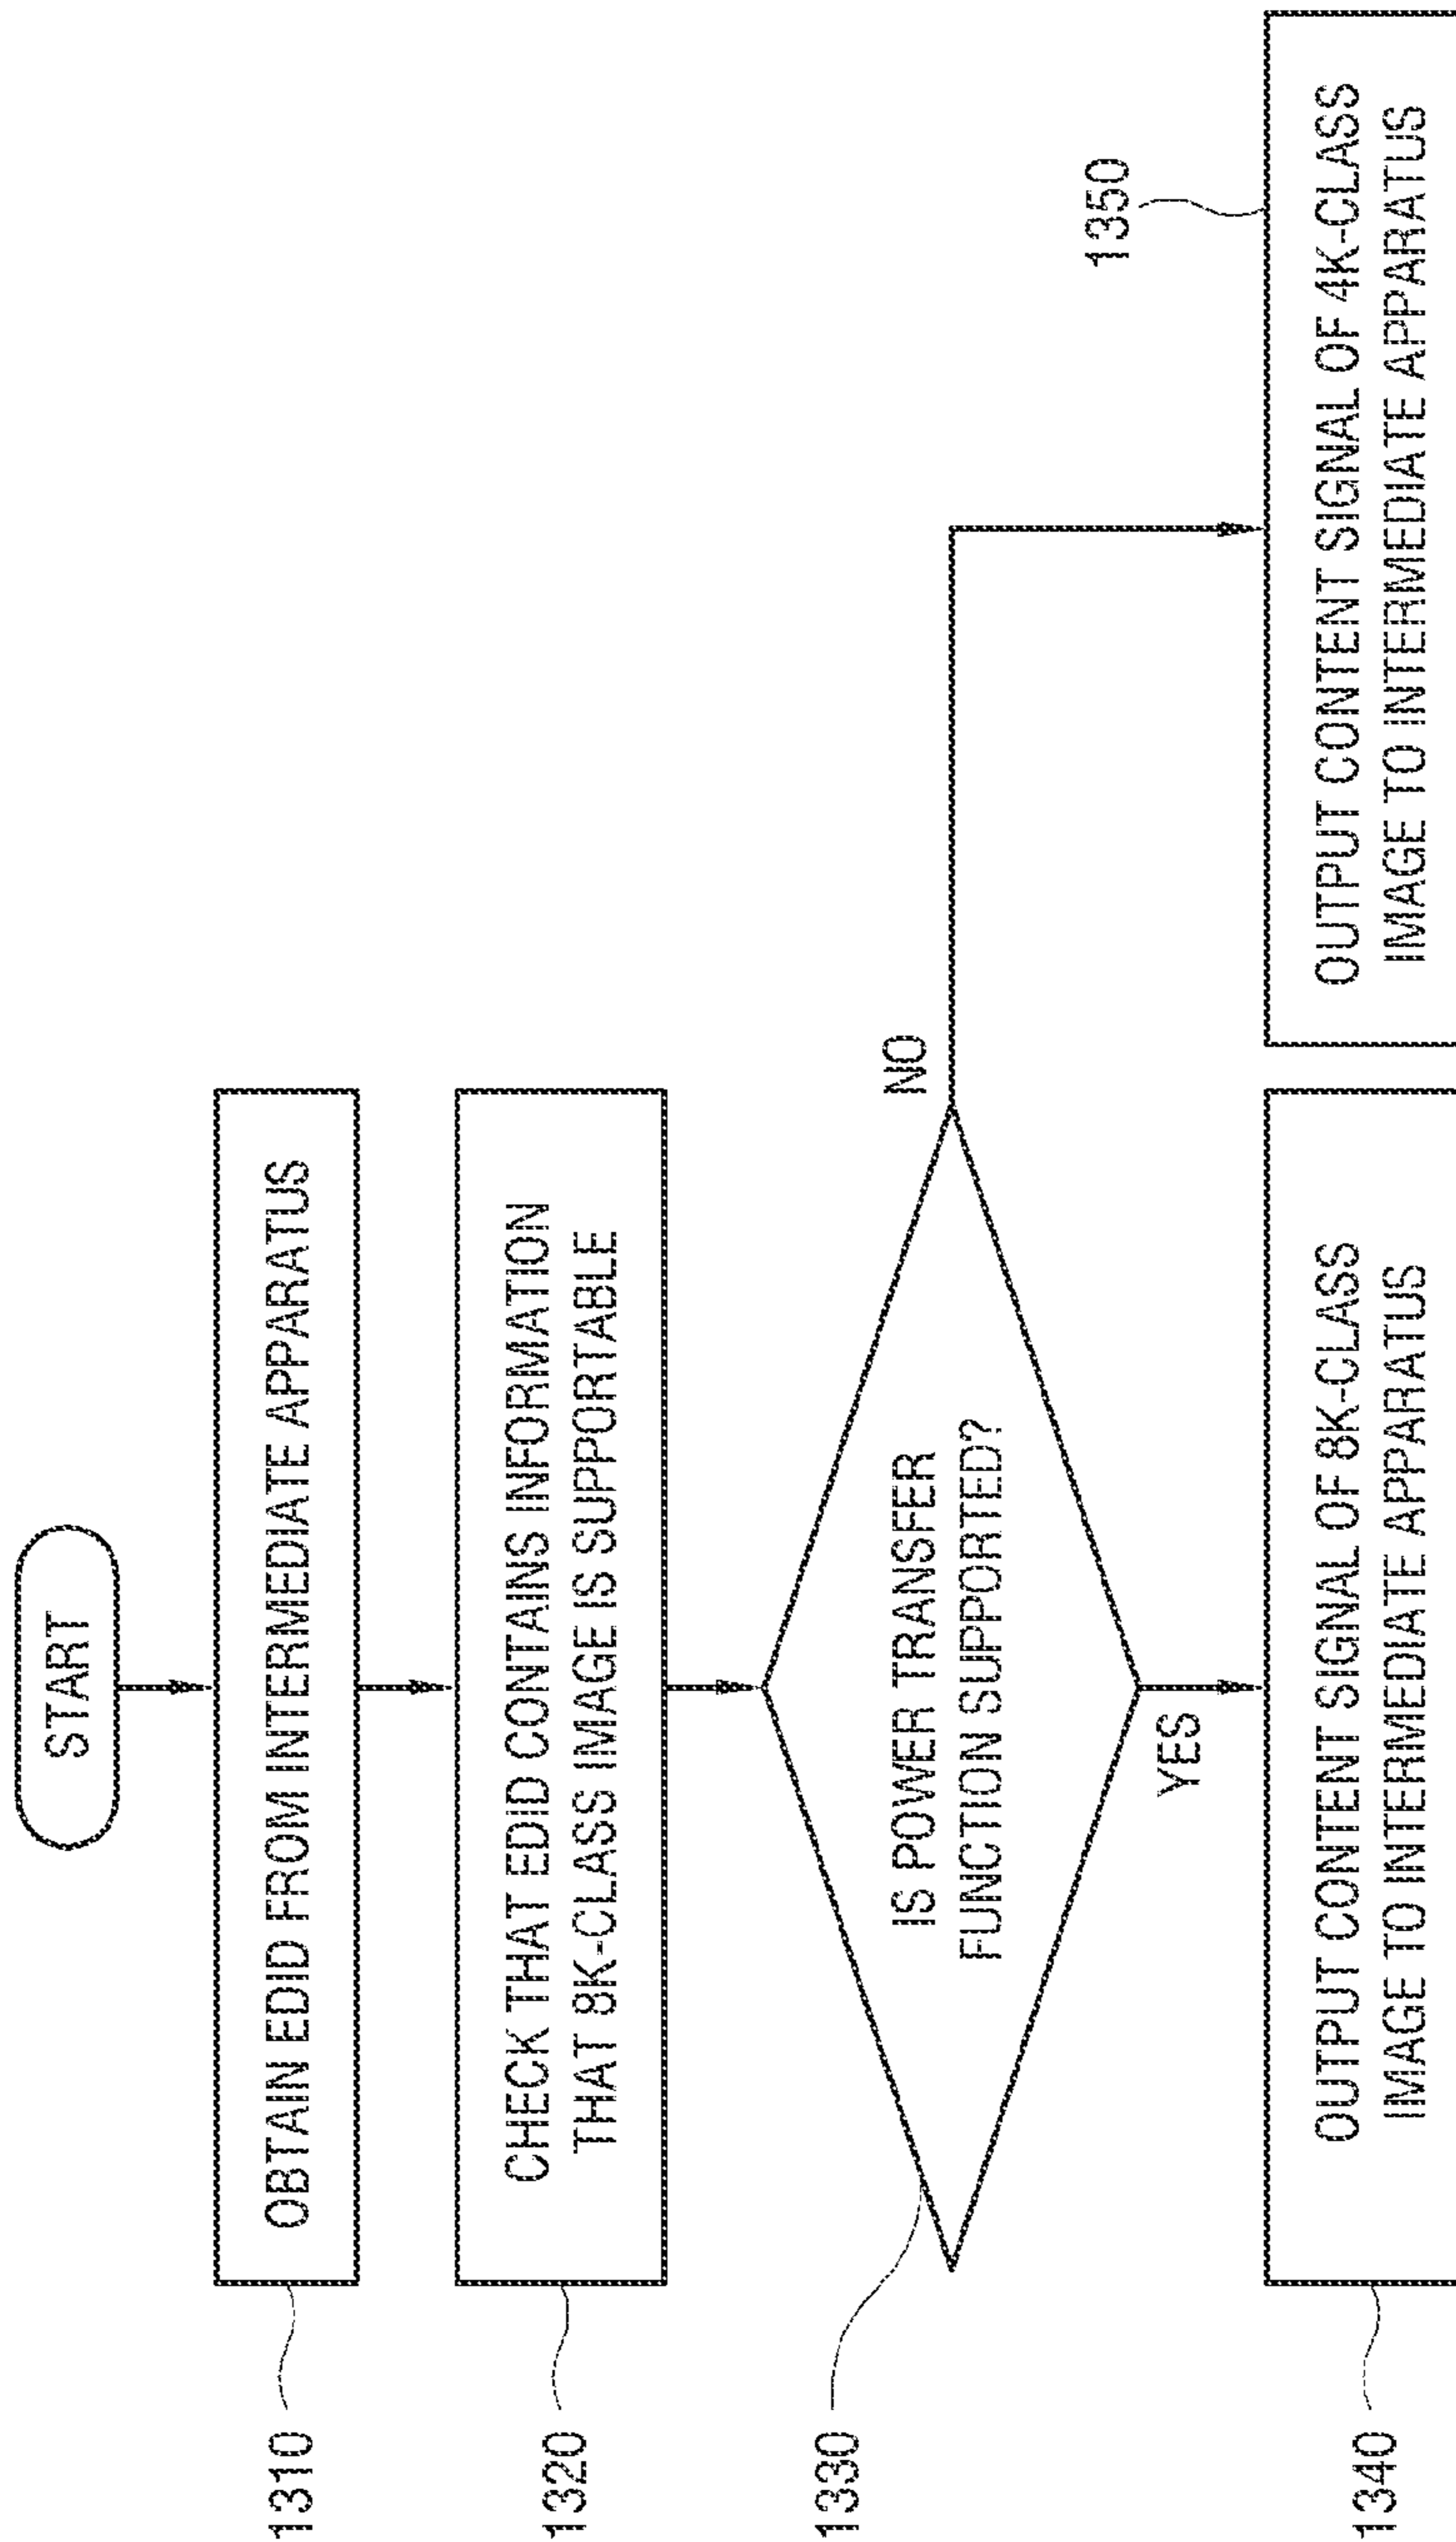 START
1310
OBTAIN EDID FROM INTERMEDIATE APPARATUS
1320
CHECK THAT EDID CONTAINS INFORMATION
THAT 8K-CLASS IMAGE IS SUPPORTABLE
1330
IS POWER TRANSFER
FUNCTION SUPPORTED?
NO
YES
1340
OUTPUT CONTENT SIGNAL OF 8K-CLASS
IMAGE TO INTERMEDIATE APPARATUS
1350
OUTPUT CONTENT SIGNAL OF 4K-CLASS
IMAGE TO INTERMEDIATE APPARATUS